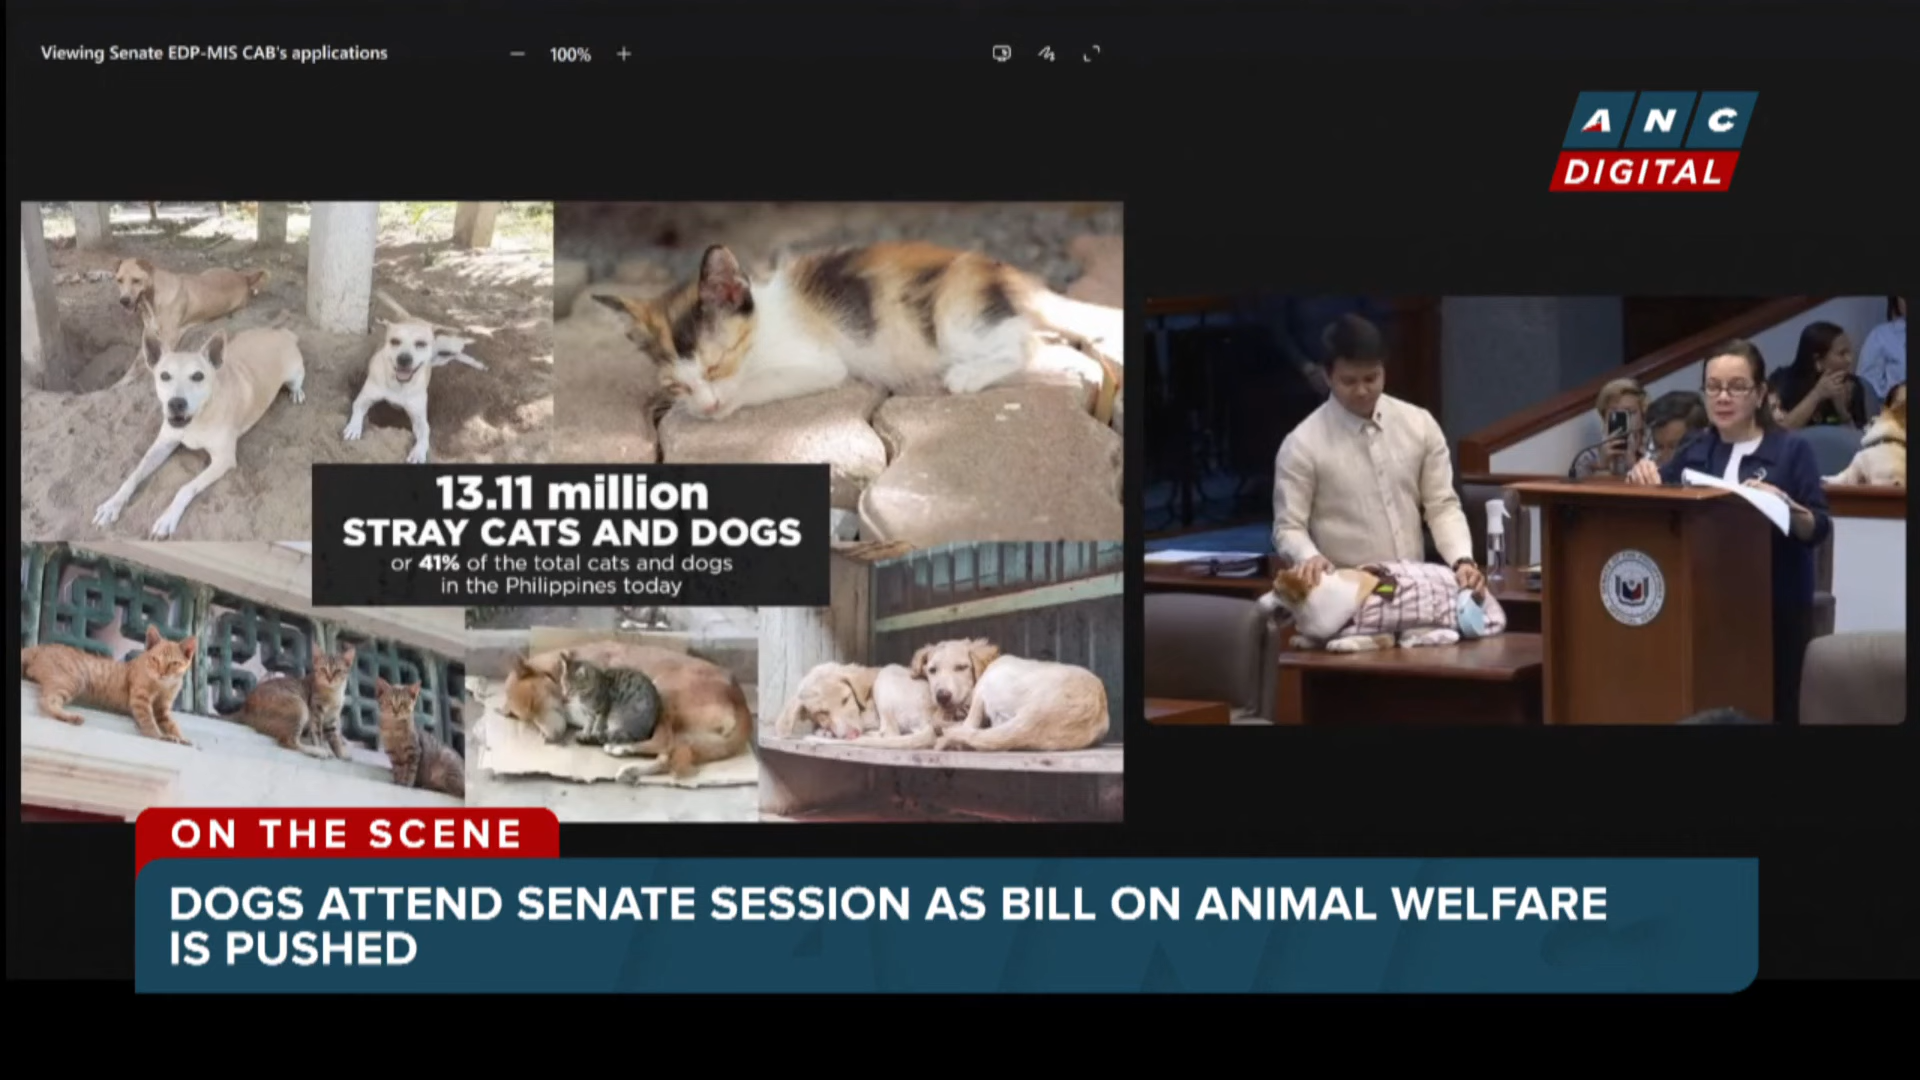 Viewing Senate EDP-MIS CAB's applications
100%
A N C
DIGITAL
13.11 million
STRAY CATS AND DOGS
or 41% of the total cats and dogs
in the Philippines today
ON THE SCENE
DOGS ATTEND SENATE SESSION AS BILL ON ANIMAL WELFARE
IS PUSHED